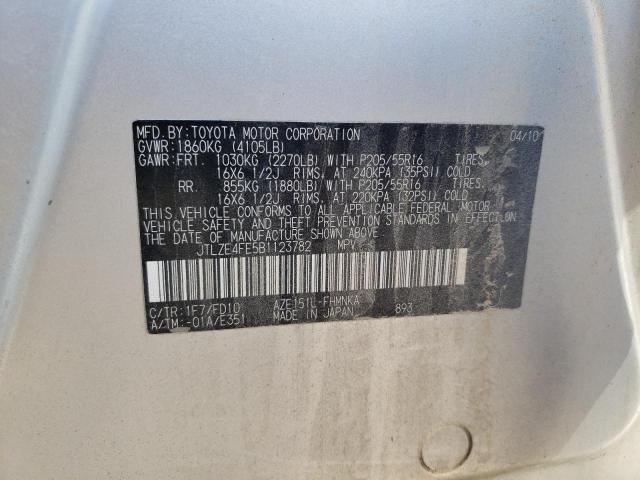 MFD. BY: TOYOTA MOTOR CORPORATION 04/10
GVWR: 1860KG (4105LB)
GAWR: FRT. 1030KG (2270LB) WITH P205/55R16 TIRES,
16X6 1/2J RIMS, AT 240KPA (35PSI) COLD
RR. 855KG (1880LB) WITH P205/55R16 TIRES,
16X6 1/2J RIMS, AT 220KPA (32PSI) COLD
THIS VEHICLE CONFORMS TO ALL APPLICABLE FEDERAL MOTOR
VEHICLE SAFETY AND THEFT PREVENTION STANDARDS IN EFFECT ON
THE DATE OF MANUFACTURE SHOWN ABOVE.
JTLZE4FE5B1123782 MPV
C/TR: 1F7/FD10 AZE151L-FHMNKA 893
A/TM: -01A/E351 MADE IN JAPAN